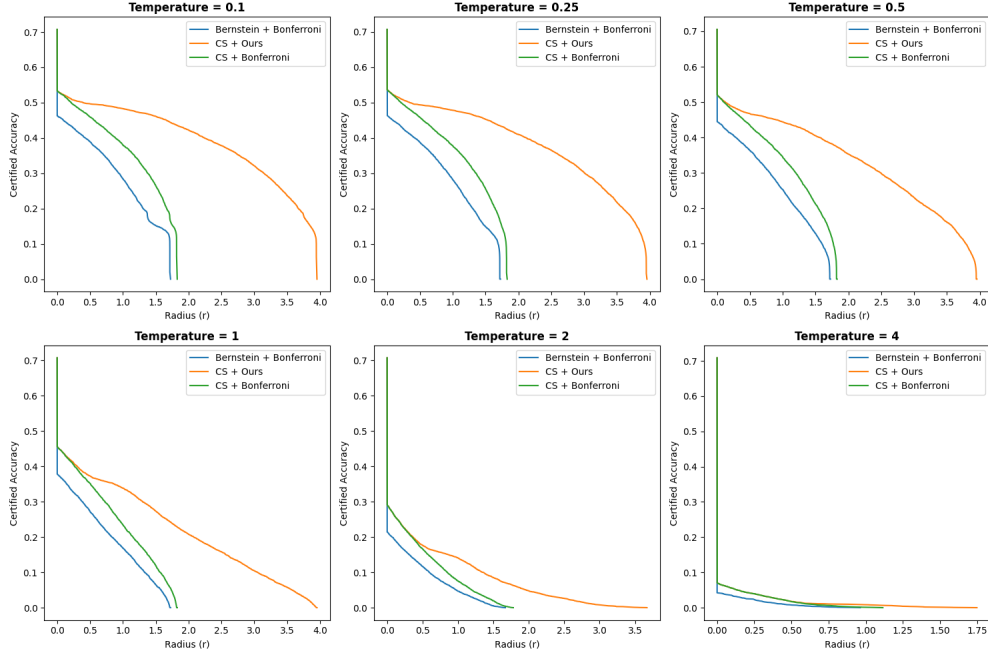 Temperature = 0.1
Certified Accuracy
0.7
0.6
0.5
0.4
0.3
0.2
0.1
0.0
Bernstein + Bonferroni
CS + Ours
CS + Bonferroni
0.0 0.5 1.0 1.5 2.0 2.5 3.0 3.5 4.0
Radius (r)
Temperature = 0.25
Certified Accuracy
0.7
0.6
0.5
0.4
0.3
0.2
0.1
0.0
Bernstein + Bonferroni
CS + Ours
CS + Bonferroni
0.0 0.5 1.0 1.5 2.0 2.5 3.0 3.5 4.0
Radius (r)
Temperature = 0.5
Certified Accuracy
0.7
0.6
0.5
0.4
0.3
0.2
0.1
0.0
Bernstein + Bonferroni
CS + Ours
CS + Bonferroni
0.0 0.5 1.0 1.5 2.0 2.5 3.0 3.5 4.0
Radius (r)
Temperature = 1
Certified Accuracy
0.7
0.6
0.5
0.4
0.3
0.2
0.1
0.0
Bernstein + Bonferroni
CS + Ours
CS + Bonferroni
0.0 0.5 1.0 1.5 2.0 2.5 3.0 3.5 4.0
Radius (r)
Temperature = 2
Certified Accuracy
0.7
0.6
0.5
0.4
0.3
0.2
0.1
0.0
Bernstein + Bonferroni
CS + Ours
CS + Bonferroni
0.0 0.5 1.0 1.5 2.0 2.5 3.0 3.5
Radius (r)
Temperature = 4
Certified Accuracy
0.7
0.6
0.5
0.4
0.3
0.2
0.1
0.0
Bernstein + Bonferroni
CS + Ours
CS + Bonferroni
0.00 0.25 0.50 0.75 1.00 1.25 1.50 1.75
Radius (r)